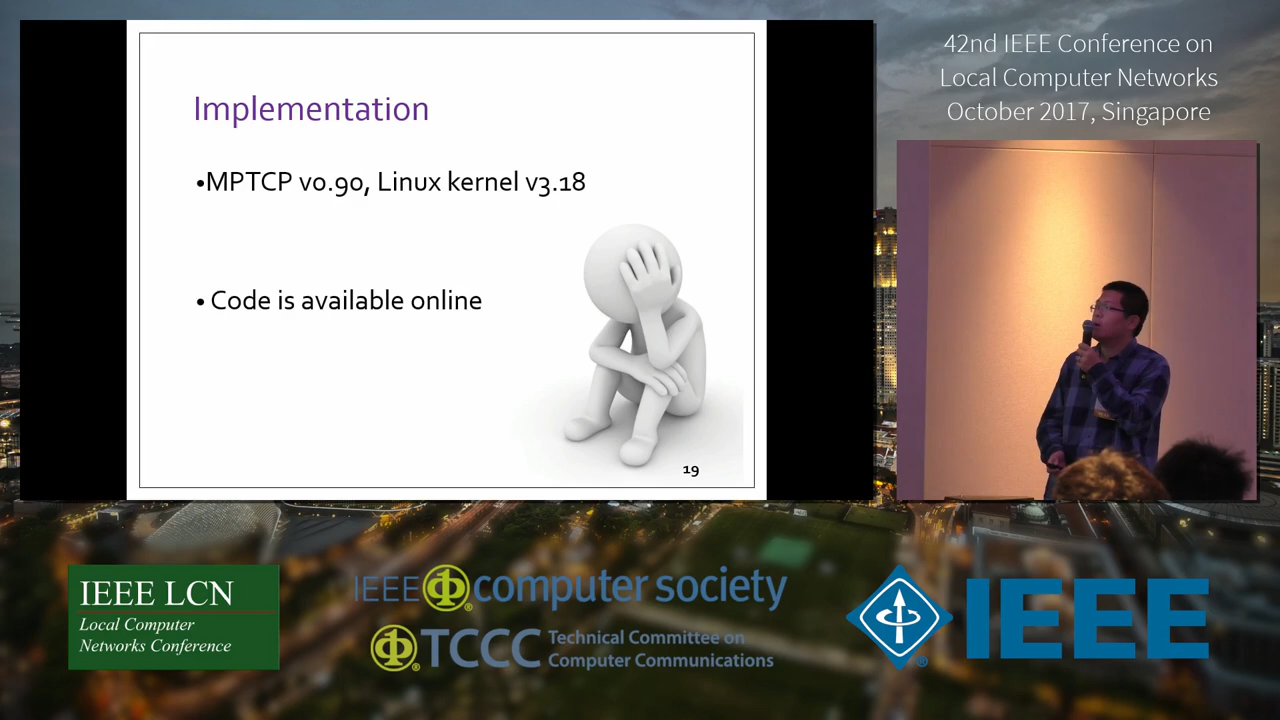 Implementation
•MPTCP v0.90, Linux kernel v3.18
• Code is available online
19
42nd IEEE Conference on
Local Computer Networks
October 2017, Singapore
IEEE LCN
Local Computer
Networks Conference
IEEE computer society
TCCC Technical Committee on
Computer Communications
IEEE